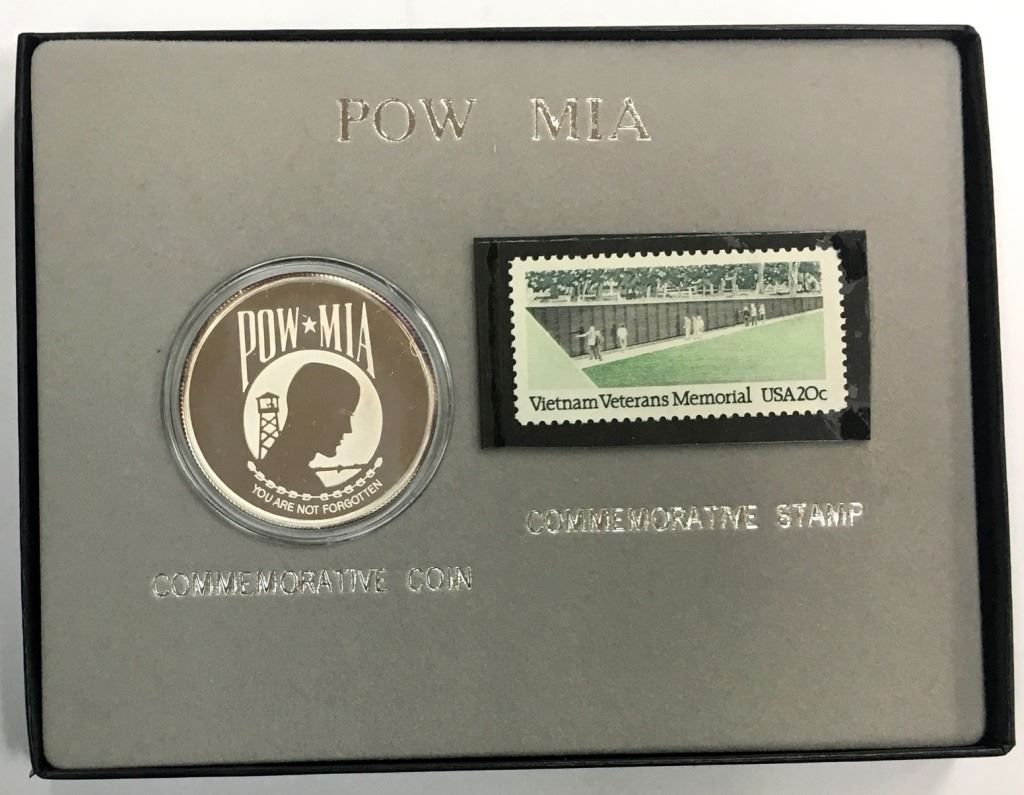 POW MIA
POW★MIA
YOU ARE NOT FORGOTTEN
Vietnam Veterans Memorial USA 20c
COMMEMORATIVE STAMP
COMMEMORATIVE COIN